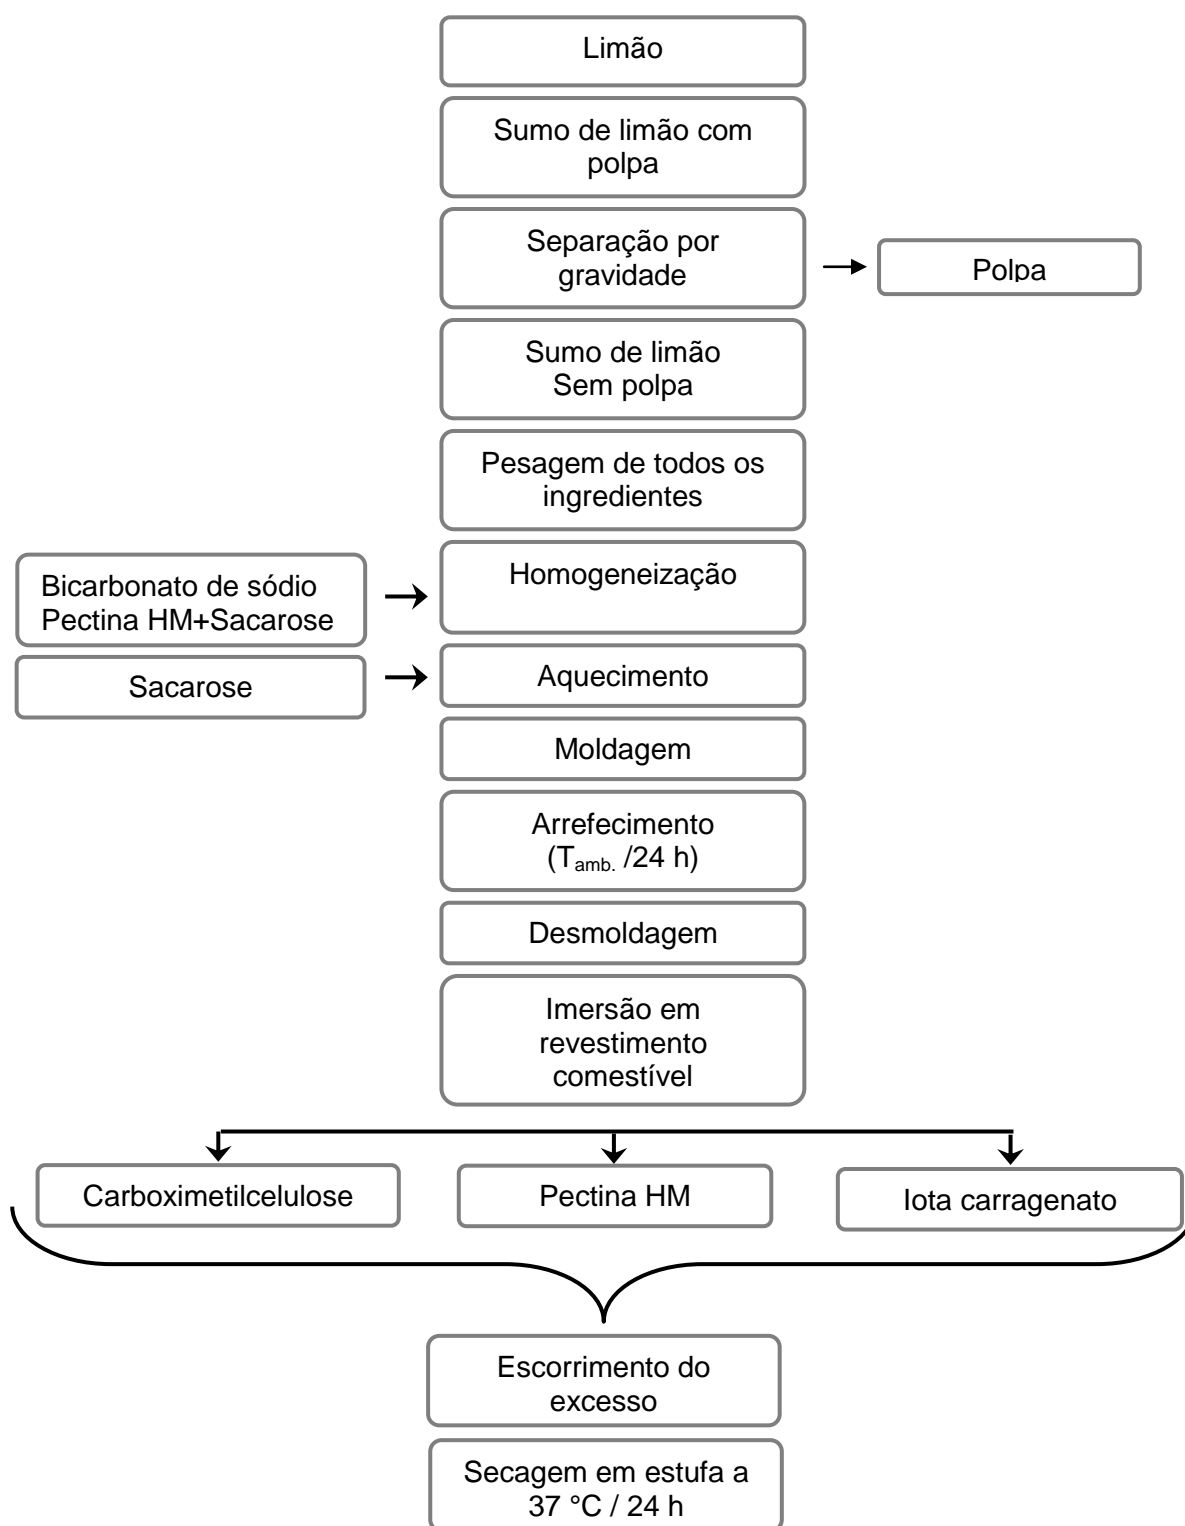 Limão
Sumo de limão com
polpa
Separação por
gravidade
Polpa
Sumo de limão
Sem polpa
Pesagem de todos os
ingredientes
Bicarbonato de sódio
Pectina HM+Sacarose
Homogeneização
Sacarose
Aquecimento
Moldagem
Arrefecimento
(Tamb. /24 h)
Desmoldagem
Imersão em
revestimento
comestível
Carboximetilcelulose
Pectina HM
Iota carragenato
Escorrimento do
excesso
Secagem em estufa a
37 °C / 24 h